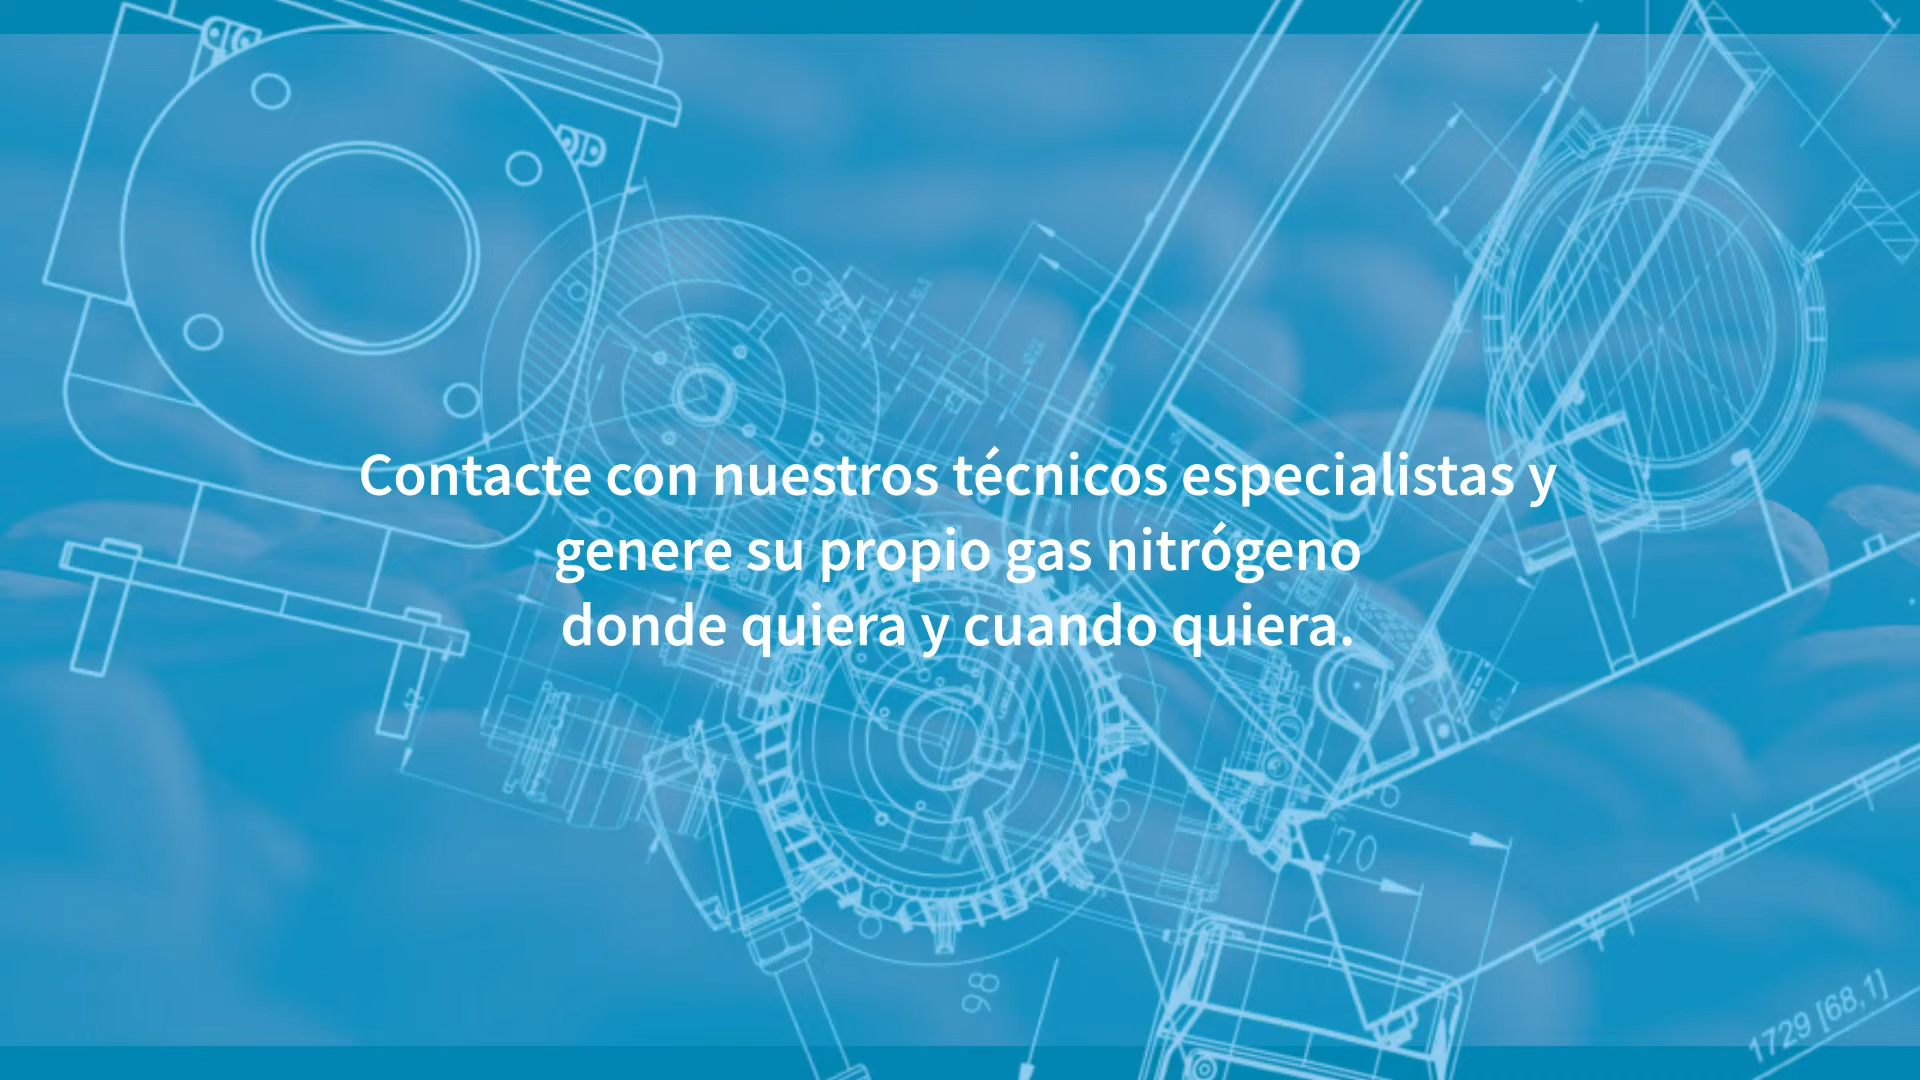 Contacte con nuestros técnicos especialistas y
genere su propio gas nitrógeno
donde quiera y cuando quiera.
47
70
98
1729 [68,1]